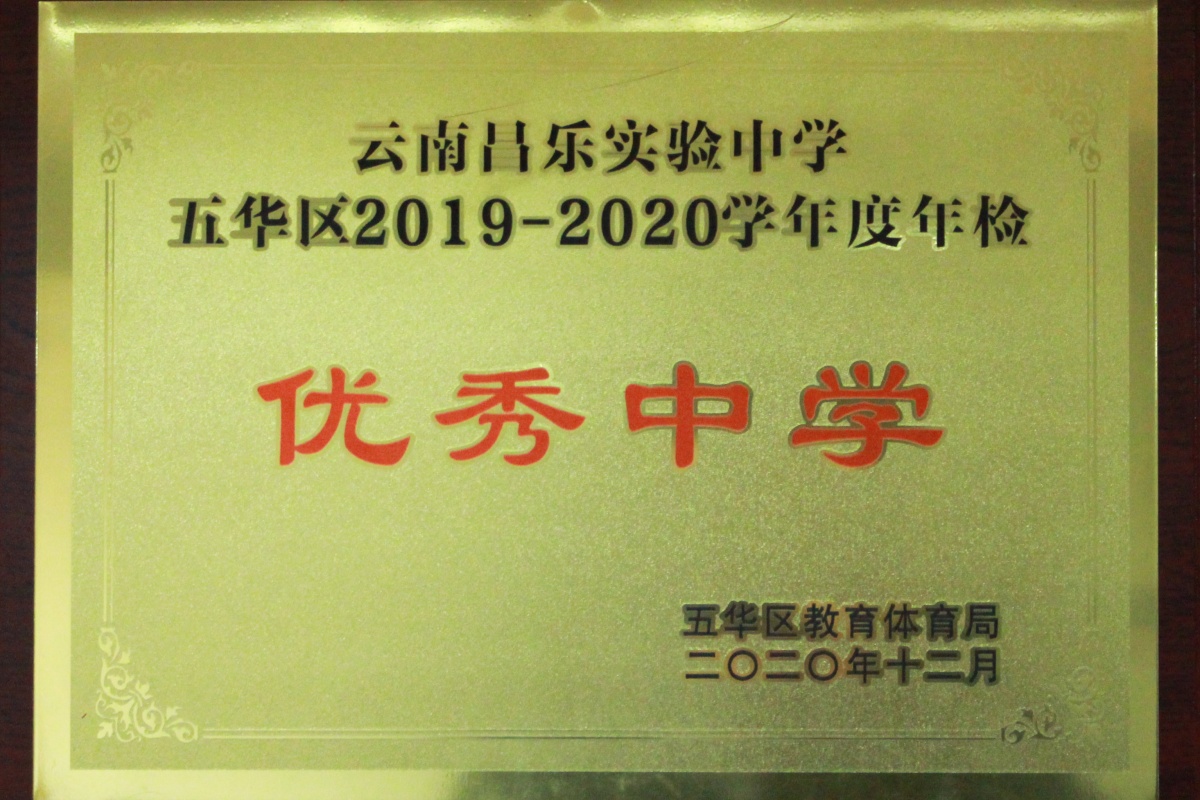 云南昌乐实验中学
五华区2019-2020学年度年检
优秀中学
五华区教育体育局
二〇二〇年十二月